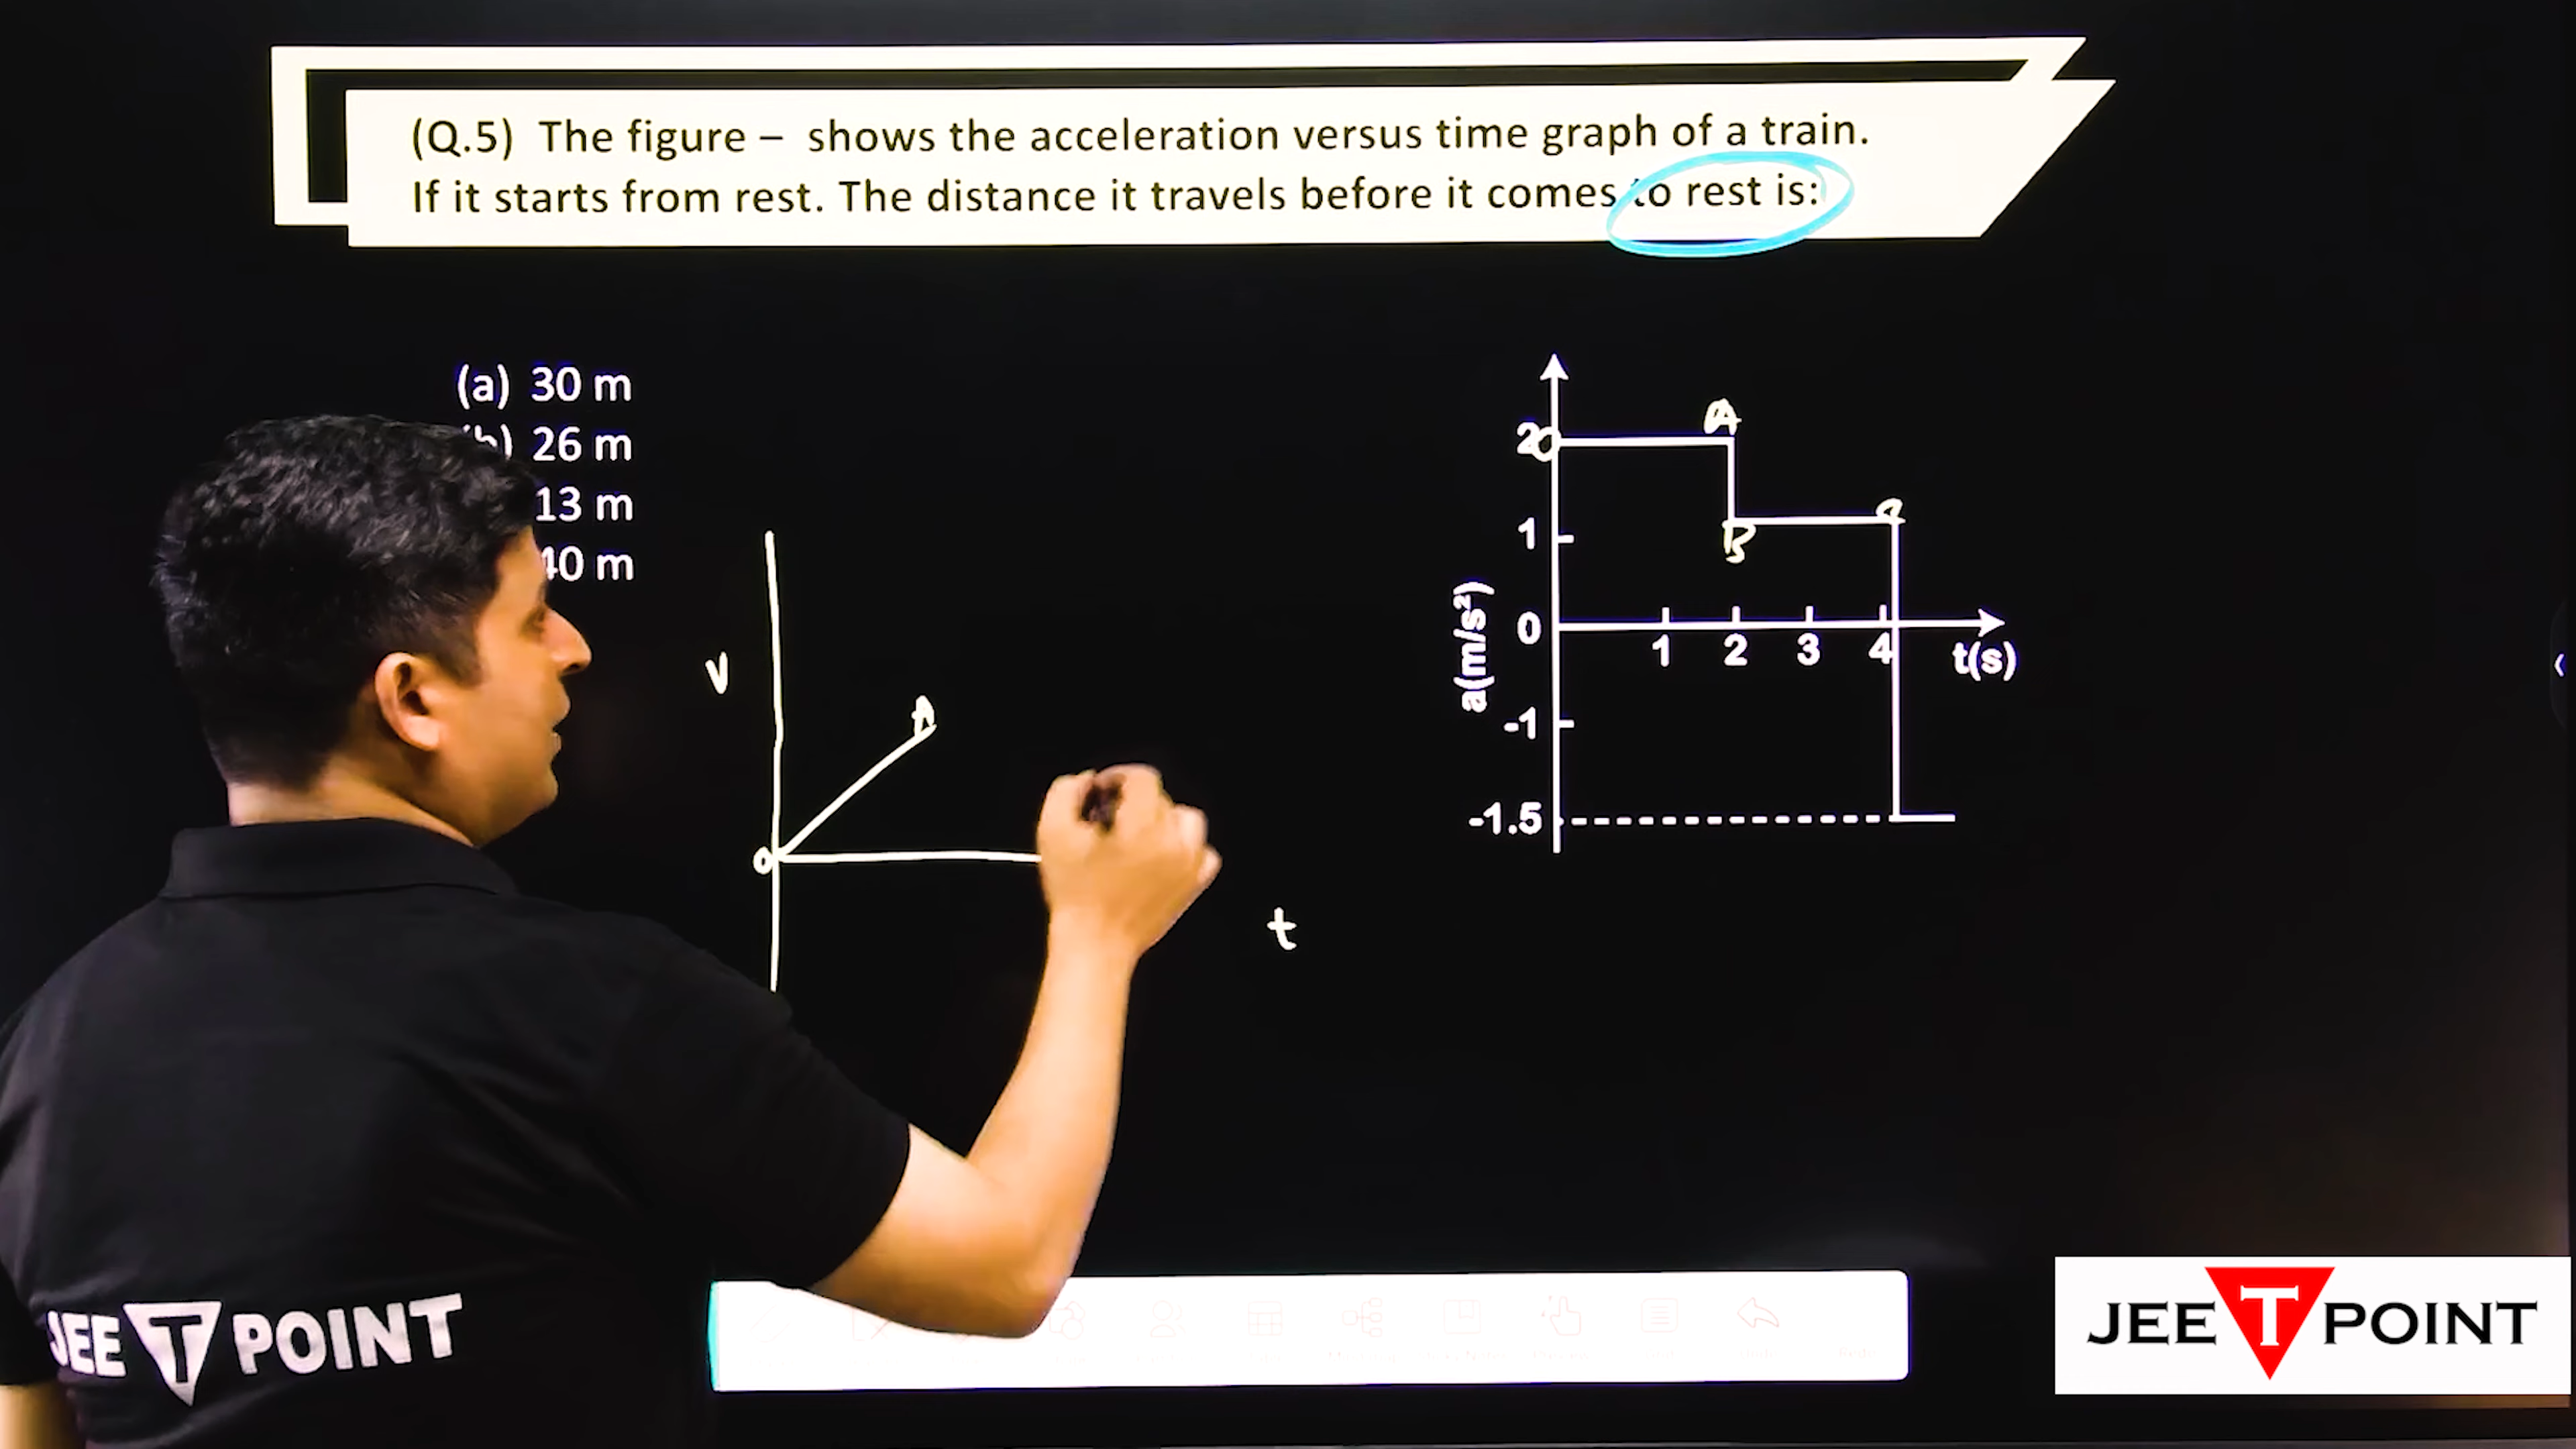 (Q.5) The figure – shows the acceleration versus time graph of a train.
If it starts from rest. The distance it travels before it comes to rest is:
(a) 30 m
(b) 26 m
13 m
40 m
V
A
O
t
2
O
A
1
B
C
a(m/s²)
0
1
2
3
4
t(s)
-1
-1.5
JEE T POINT
JEE T POINT